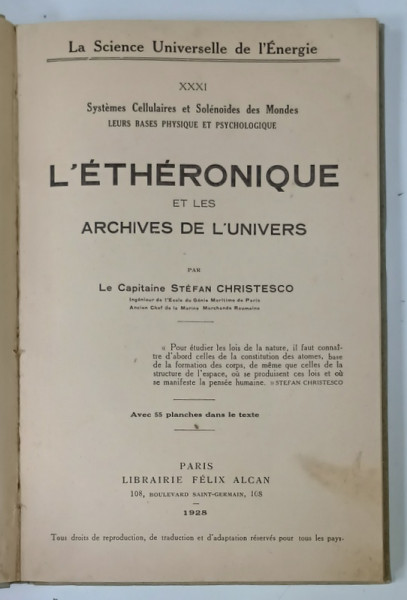 La Science Universelle de l'Énergie
XXXI
Systèmes Cellulaires et Solénoïdes des Mondes
LEURS BASES PHYSIQUE ET PSYCHOLOGIQUE
L'ÉTHÉRONIQUE
ET LES
ARCHIVES DE L'UNIVERS
PAR
Le Capitaine STÉFAN CHRISTESCO
Ingénieur de l'Ecole du Génie Maritime de Paris
Ancien Chef de la Marine Marchande Roumaine
« Pour étudier les lois de la nature, il faut connaî-
tre d'abord celles de la constitution des atomes, base
de la formation des corps, de même que celles de la
structure de l'espace, où se produisent ces lois et où
se manifeste la pensée humaine. » STEFAN CHRISTESCO
Avec 55 planches dans le texte
PARIS
LIBRAIRIE FÉLIX ALCAN
108, BOULEVARD SAINT-GERMAIN, 108
1928
Tous droits de reproduction, de traduction et d'adaptation réservés pour tous les pays.